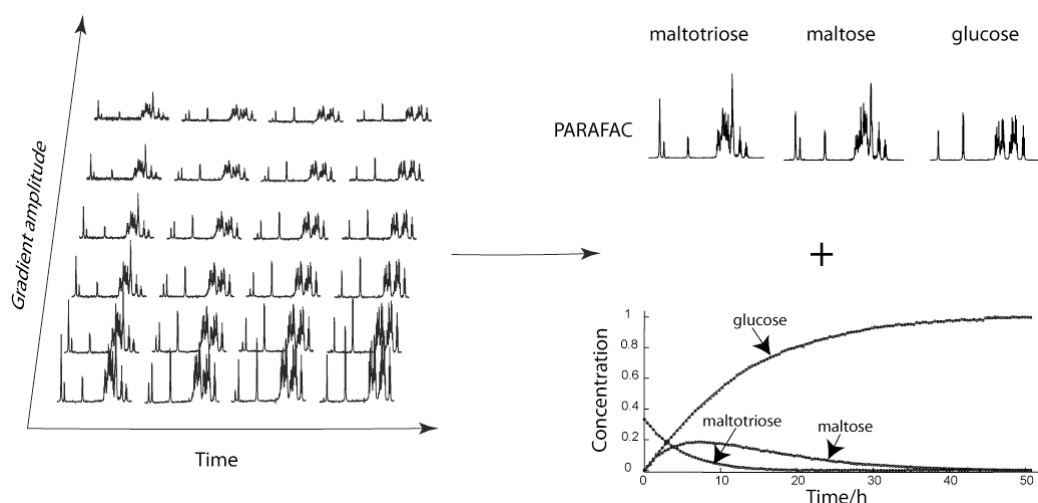 Gradient amplitude
Time
maltotriose maltose glucose
PARAFAC
+
Concentration
1
0.8
0.6
0.4
0.2
0
glucose
maltotriose
maltose
0 10 20 30 40 50
Time/h